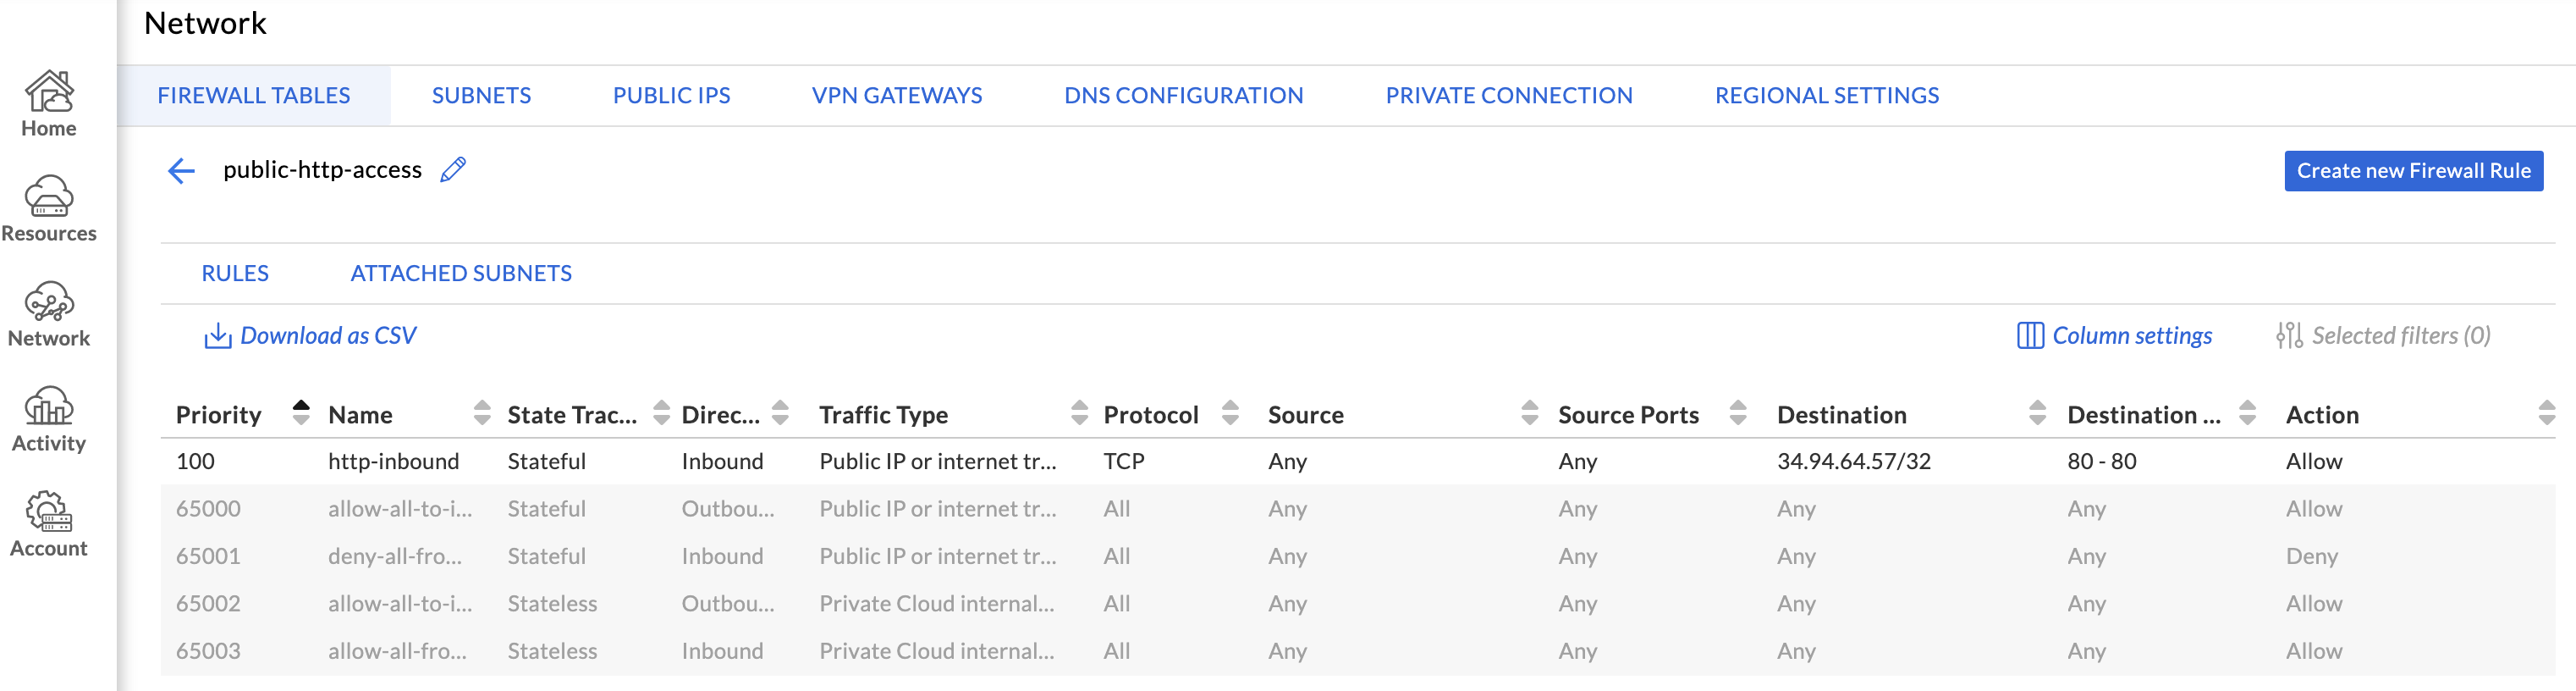 Network
Home
Resources
Network
Activity
Account
FIREWALL TABLES SUBNETS PUBLIC IPS VPN GATEWAYS DNS CONFIGURATION PRIVATE CONNECTION REGIONAL SETTINGS
public-http-access Create new Firewall Rule
RULES ATTACHED SUBNETS
Download as CSV Column settings Selected filters (0)
Priority Name State Trac... Direc... Traffic Type Protocol Source Source Ports Destination Destination ... Action
100 http-inbound Stateful Inbound Public IP or internet tr... TCP Any Any 34.94.64.57/32 80 - 80 Allow
65000 allow-all-to-i... Stateful Outbou... Public IP or internet tr... All Any Any Any Any Allow
65001 deny-all-fro... Stateful Inbound Public IP or internet tr... All Any Any Any Any Deny
65002 allow-all-to-i... Stateless Outbou... Private Cloud internal... All Any Any Any Any Allow
65003 allow-all-fro... Stateless Inbound Private Cloud internal... All Any Any Any Any Allow